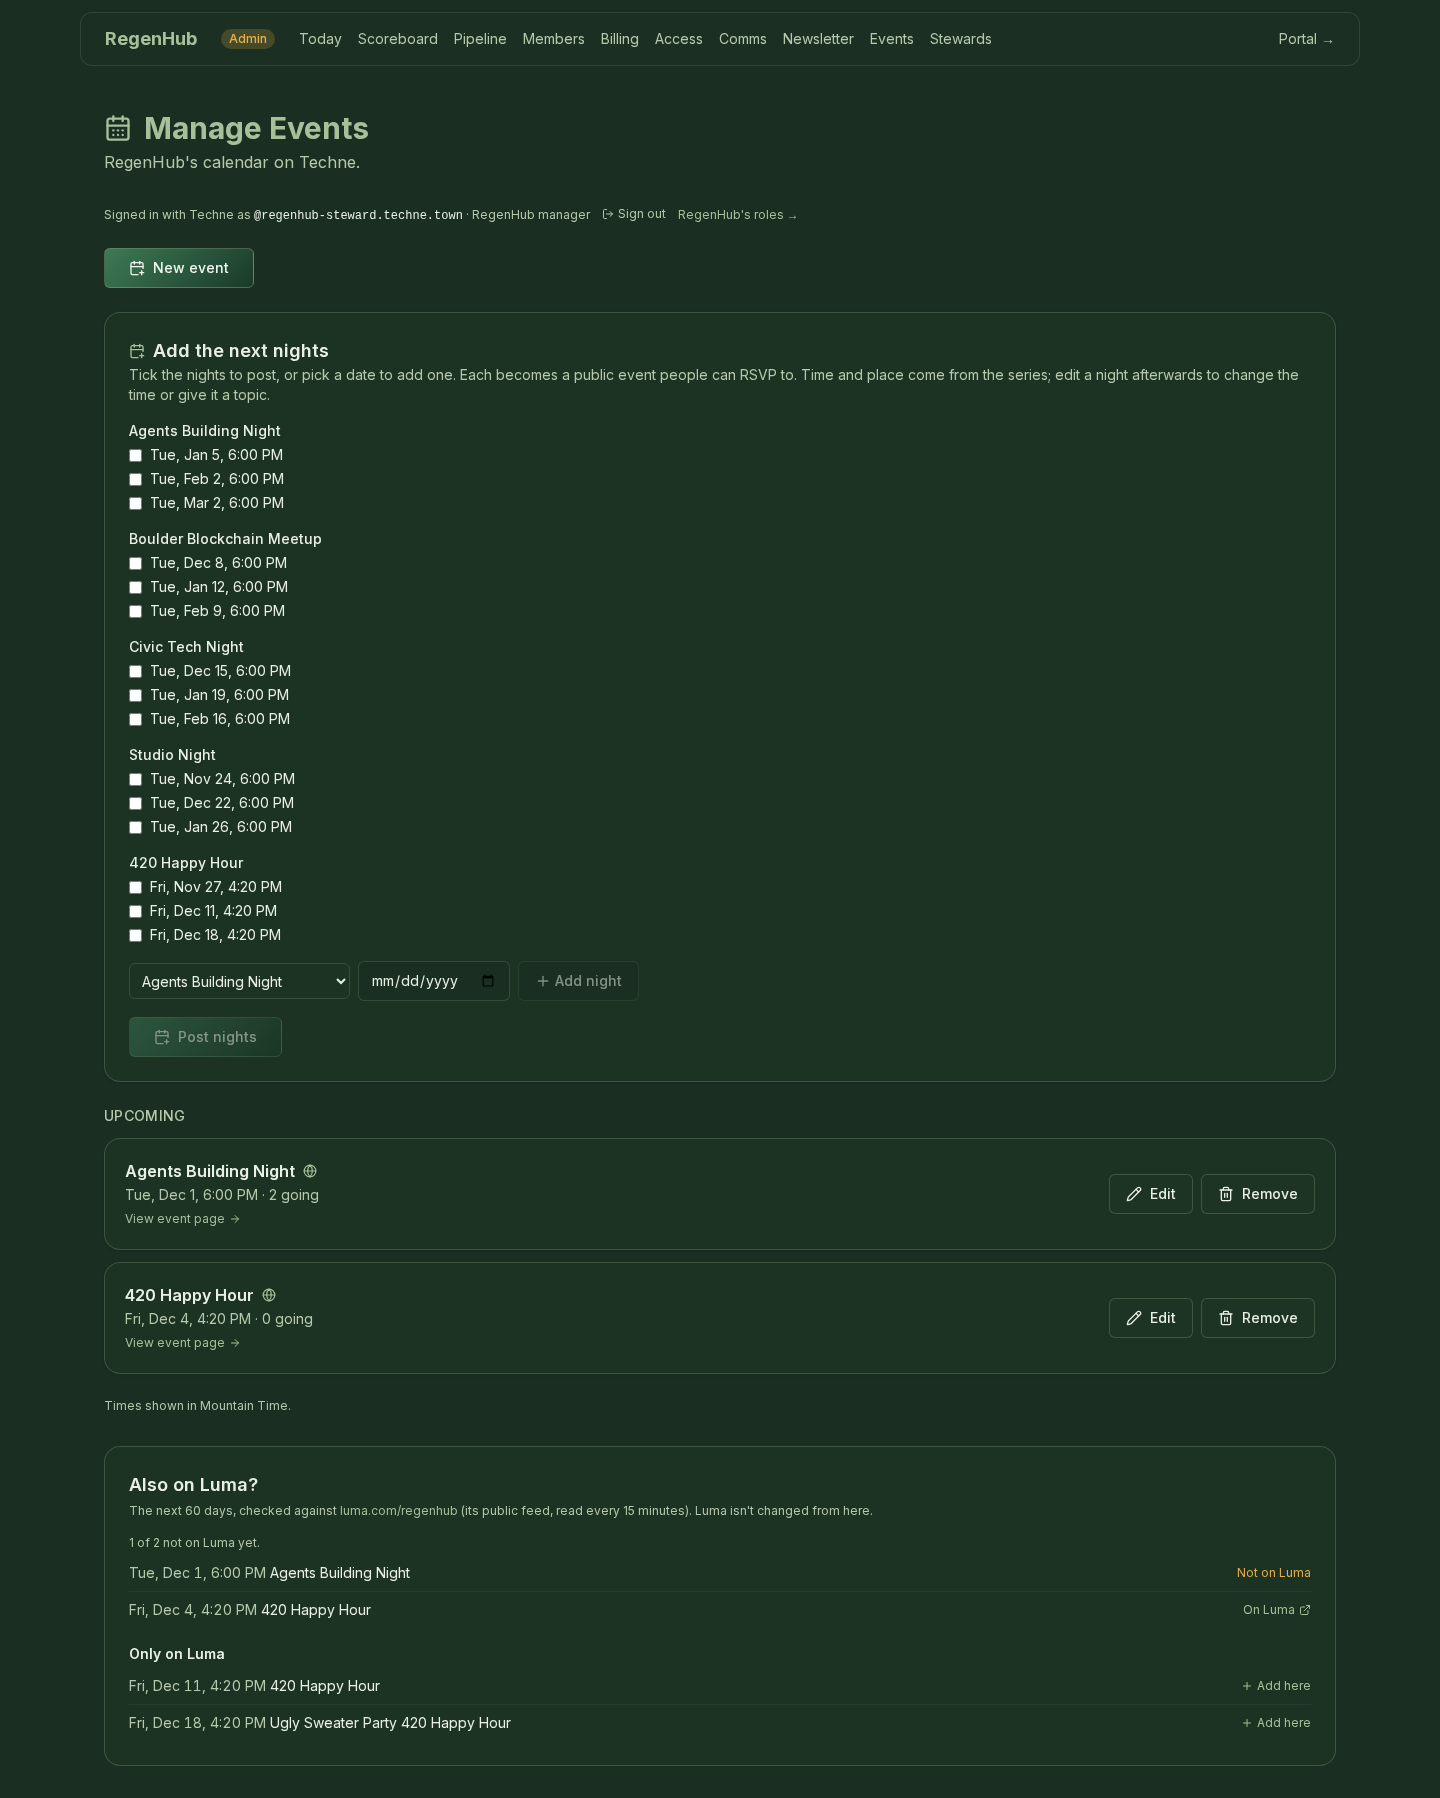 RegenHub Admin Today Scoreboard Pipeline Members Billing Access Comms Newsletter Events Stewards Portal →
Manage Events
RegenHub's calendar on Techne.
Signed in with Techne as @regenhub-steward.techne.town · RegenHub manager Sign out RegenHub's roles →
New event
Add the next nights
Tick the nights to post, or pick a date to add one. Each becomes a public event people can RSVP to. Time and place come from the series; edit a night afterwards to change the
time or give it a topic.
Agents Building Night
Tue, Jan 5, 6:00 PM
Tue, Feb 2, 6:00 PM
Tue, Mar 2, 6:00 PM
Boulder Blockchain Meetup
Tue, Dec 8, 6:00 PM
Tue, Jan 12, 6:00 PM
Tue, Feb 9, 6:00 PM
Civic Tech Night
Tue, Dec 15, 6:00 PM
Tue, Jan 19, 6:00 PM
Tue, Feb 16, 6:00 PM
Studio Night
Tue, Nov 24, 6:00 PM
Tue, Dec 22, 6:00 PM
Tue, Jan 26, 6:00 PM
420 Happy Hour
Fri, Nov 27, 4:20 PM
Fri, Dec 11, 4:20 PM
Fri, Dec 18, 4:20 PM
Agents Building Night mm/dd/yyyy Add night
Post nights
UPCOMING
Agents Building Night
Tue, Dec 1, 6:00 PM · 2 going
View event page →
Edit Remove
420 Happy Hour
Fri, Dec 4, 4:20 PM · 0 going
View event page →
Edit Remove
Times shown in Mountain Time.
Also on Luma?
The next 60 days, checked against luma.com/regenhub (its public feed, read every 15 minutes). Luma isn't changed from here.
1 of 2 not on Luma yet.
Tue, Dec 1, 6:00 PM Agents Building Night Not on Luma
Fri, Dec 4, 4:20 PM 420 Happy Hour On Luma
Only on Luma
Fri, Dec 11, 4:20 PM 420 Happy Hour + Add here
Fri, Dec 18, 4:20 PM Ugly Sweater Party 420 Happy Hour + Add here